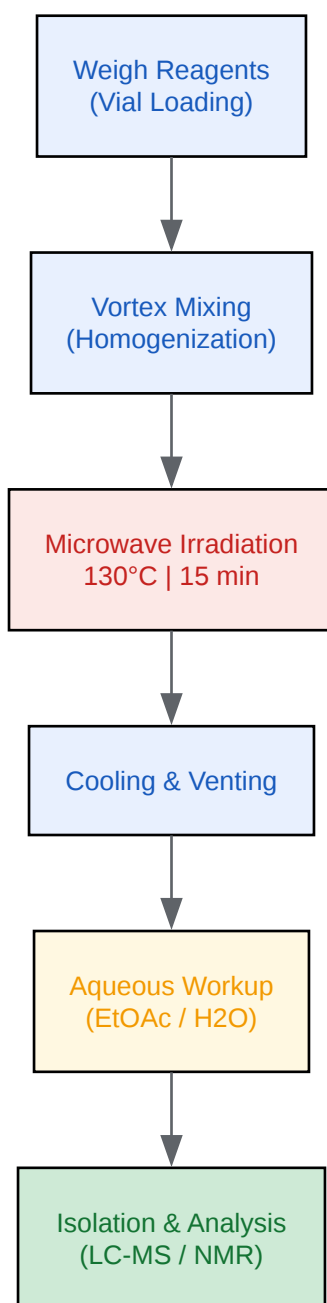 Weigh Reagents
(Vial Loading)
Vortex Mixing
(Homogenization)
Microwave Irradiation
130°C | 15 min
Cooling & Venting
Aqueous Workup
(EtOAc / H2O)
Isolation & Analysis
(LC-MS / NMR)